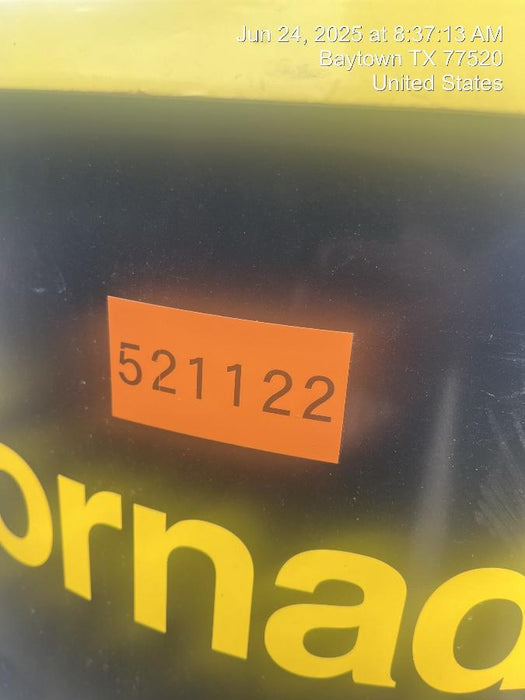 Jun 24, 2025 at 8:37:13 AM
Baytown TX 77520
United States
521122
ornad